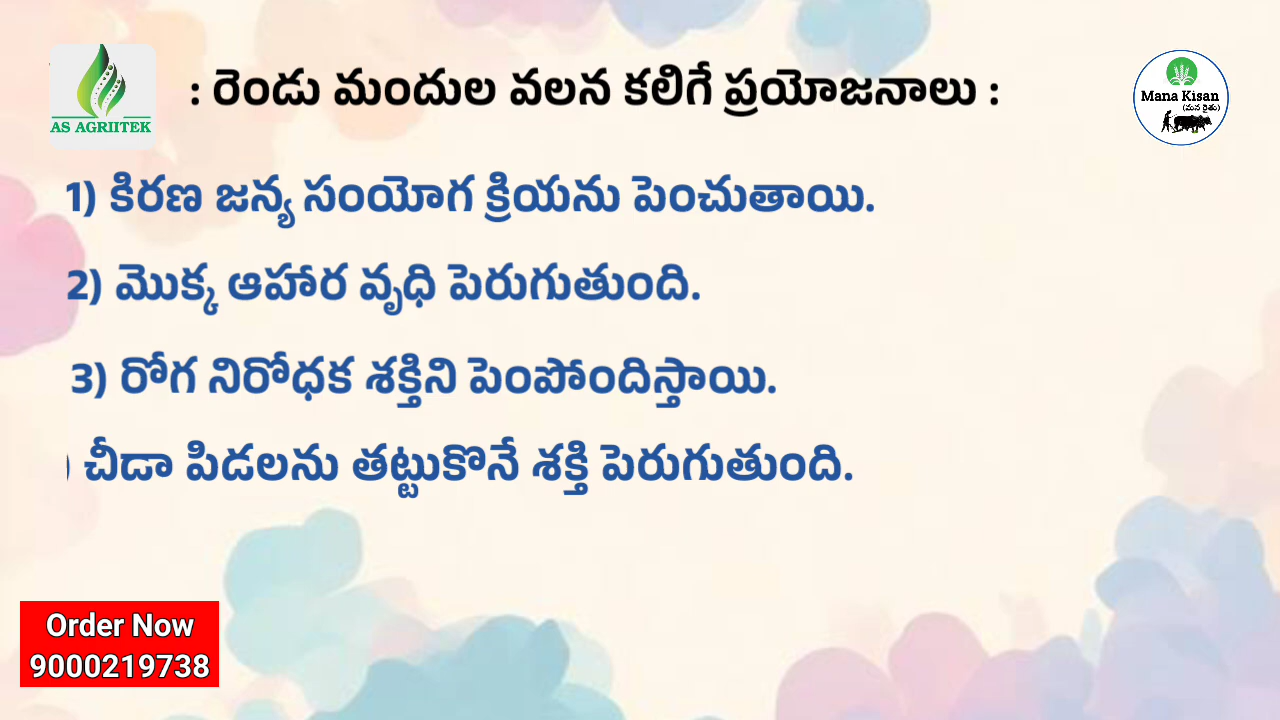 : రెండు మందుల వలన కలిగే ప్రయోజనాలు :
AS AGRIITEK
Mana Kisan
(మన రైతు)
1) కిరణ జన్య సంయోగ క్రియను పెంచుతాయి.
2) మొక్క ఆహార వృధి పెరుగుతుంది.
3) రోగ నిరోధక శక్తిని పెంపోందిస్తాయి.
) చీడా పిడలను తట్టుకొనే శక్తి పెరుగుతుంది.
Order Now
9000219738